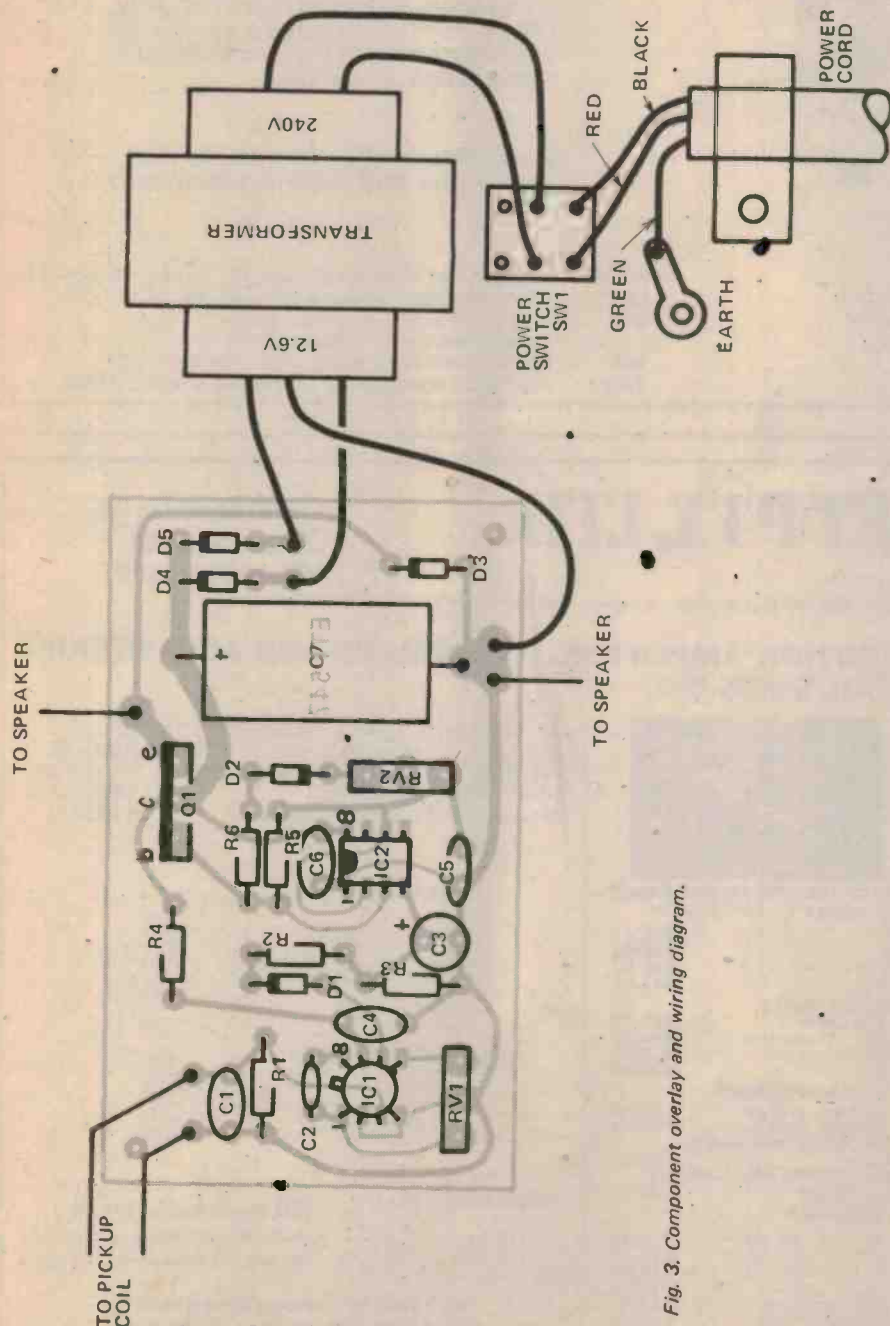 TO SPEAKER
TO PICKUP
COIL
C1
R1
C2
1
8
IC1
RV1
C4
R4
R2
D1
R3
+
C3
b
c
e
Q1
R6
R5
C6
1
8
IC2
C5
D2
RV2
+
C7
D4
D5
D3
TO SPEAKER
12.6V
TRANSFORMER
240V
POWER
SWITCH
SW1
RED
BLACK
GREEN
EARTH
POWER
CORD
Fig. 3. Component overlay and wiring diagram.